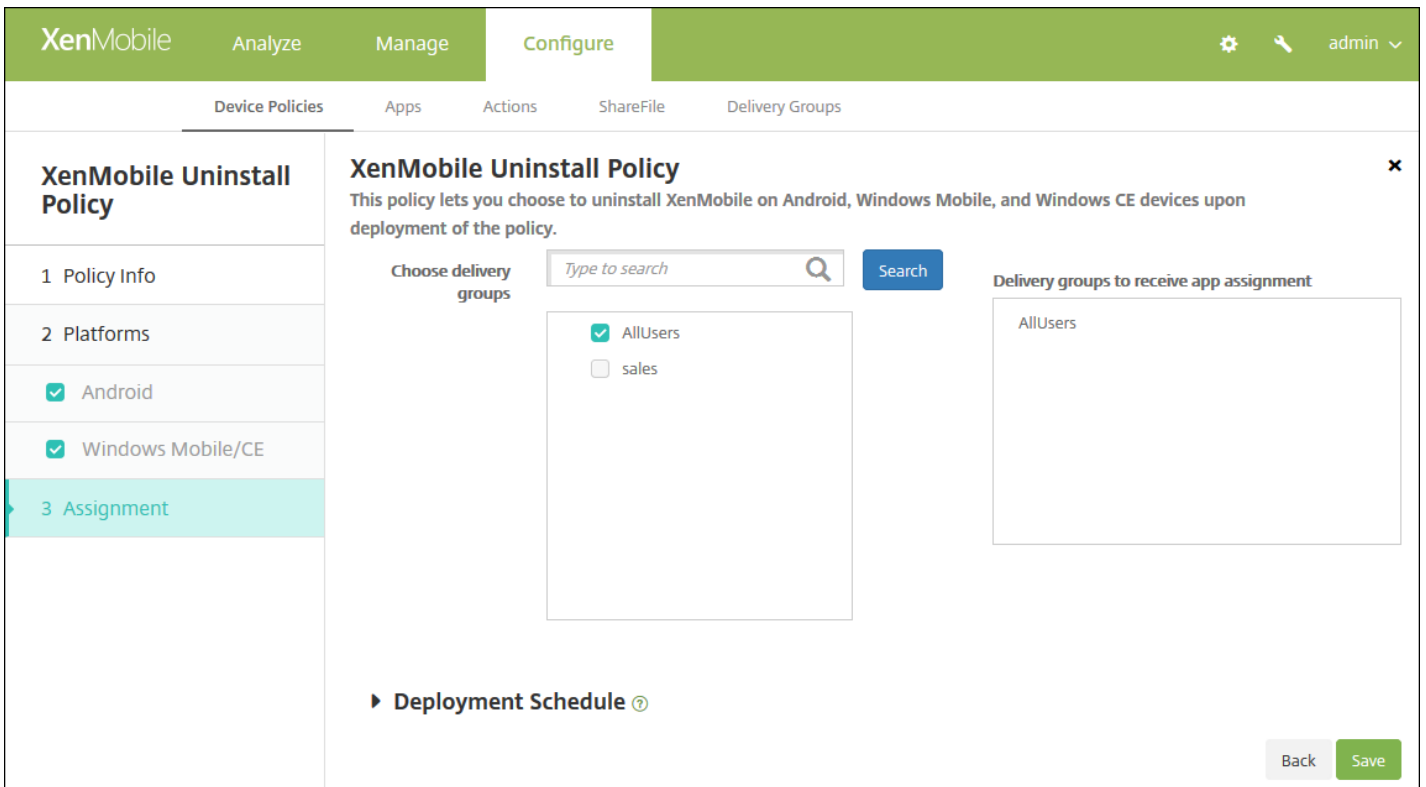 XenMobile Analyze Manage Configure admin
Device Policies Apps Actions ShareFile Delivery Groups
XenMobile Uninstall
Policy
1 Policy Info
2 Platforms
Android
Windows Mobile/CE
3 Assignment
XenMobile Uninstall Policy
This policy lets you choose to uninstall XenMobile on Android, Windows Mobile, and Windows CE devices upon
deployment of the policy.
Choose delivery
groups
Type to search
Search
AllUsers
sales
Delivery groups to receive app assignment
AllUsers
Deployment Schedule ?
Back Save